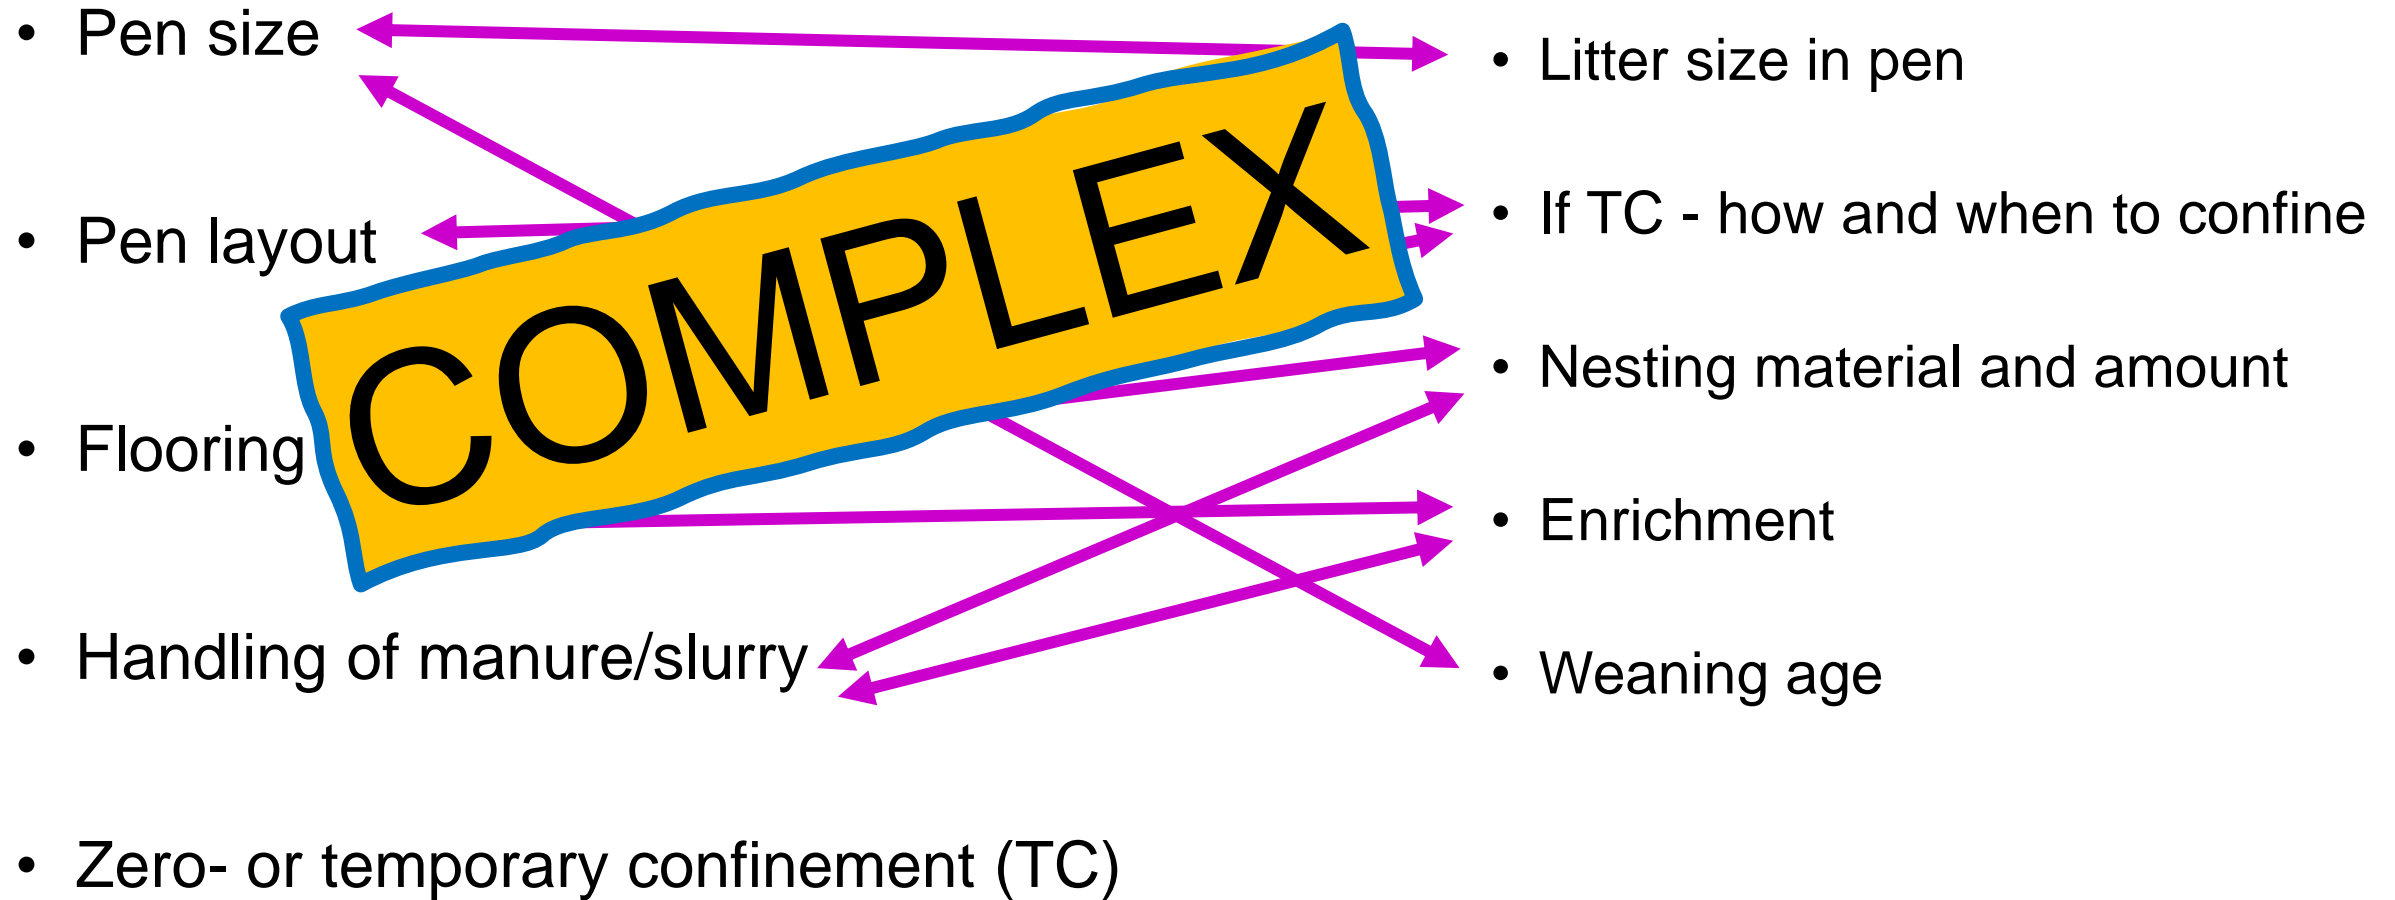 • Pen size
• Pen layout
• Flooring
• Handling of manure/slurry
• Zero- or temporary confinement (TC)
COMPLEX
• Litter size in pen
• If TC - how and when to confine
• Nesting material and amount
• Enrichment
• Weaning age